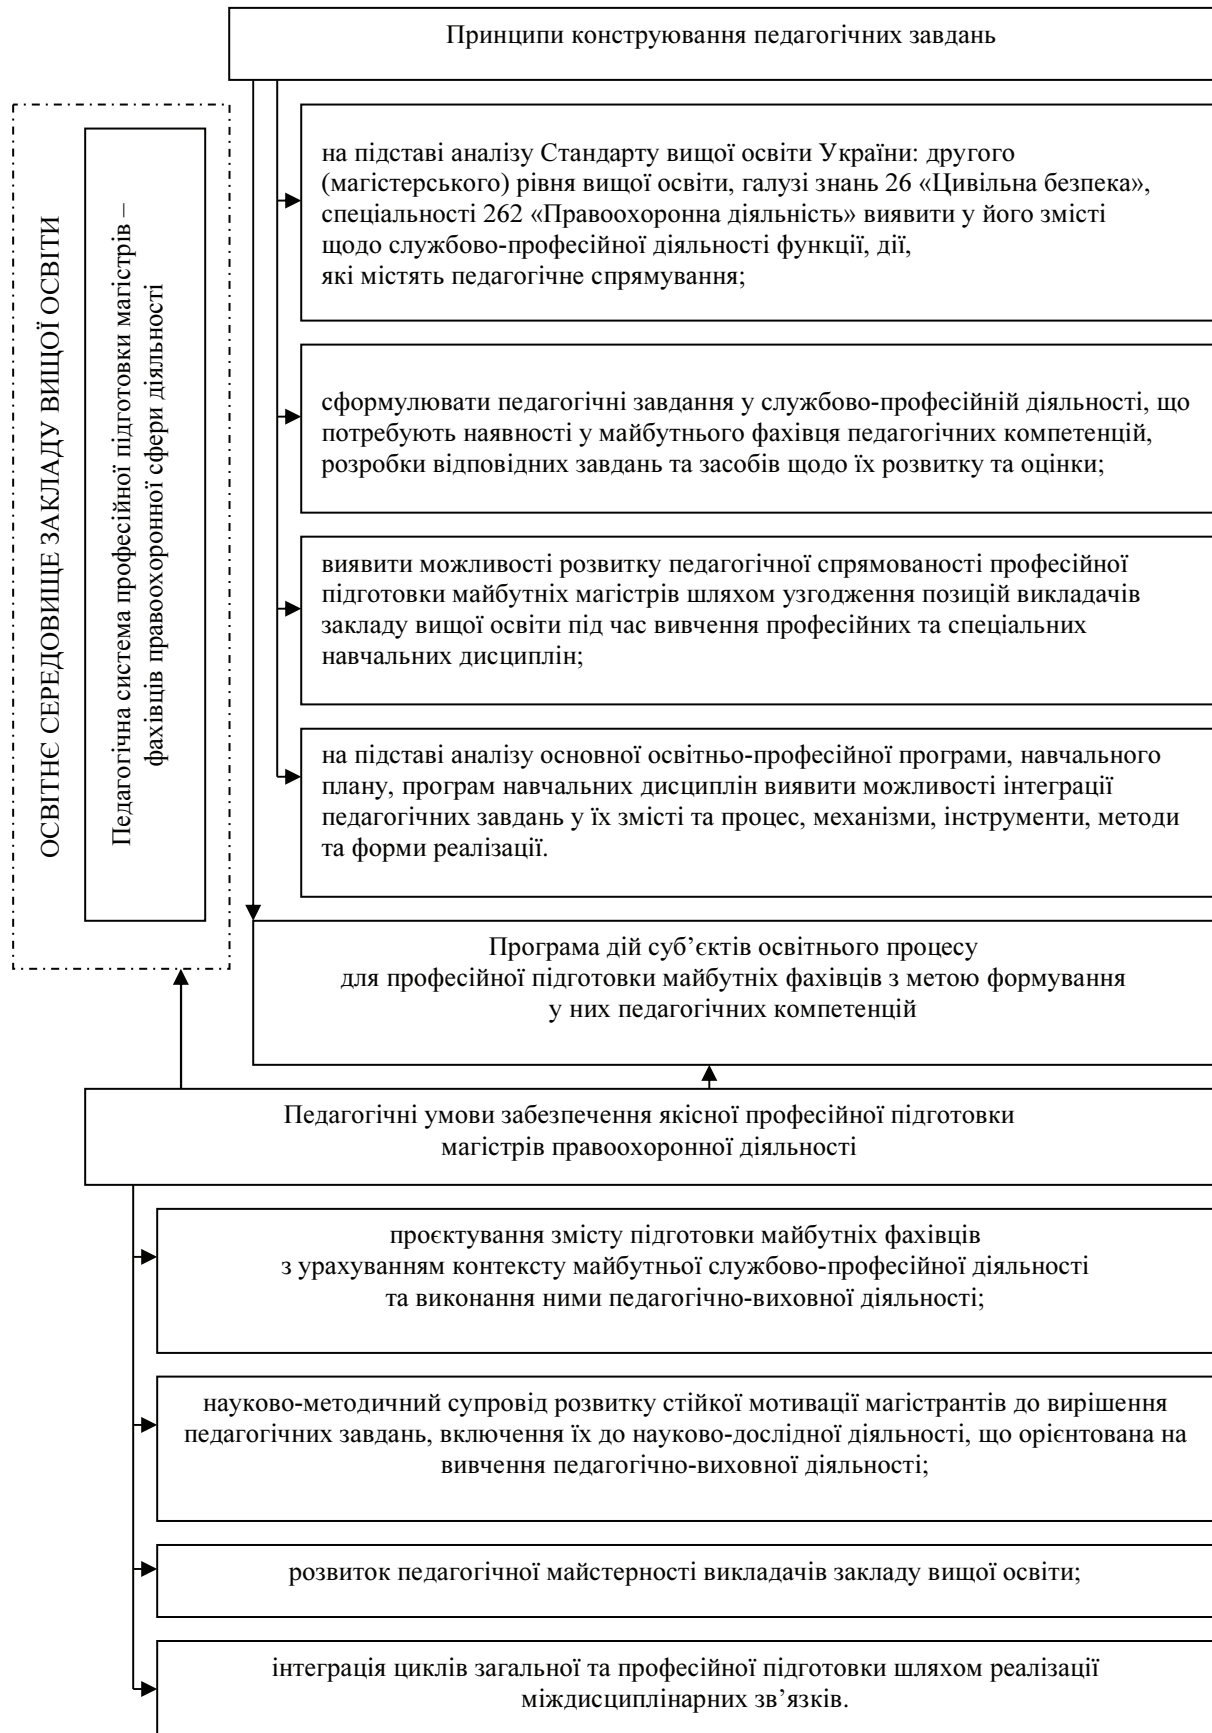 Принципи конструювання педагогічних завдань
ОСВІТНЄ СЕРЕДОВИЩЕ ЗАКЛАДУ ВИЩОЇ ОСВІТИ
Педагогічна система професійної підготовки магістрів –
фахівців правоохоронної сфери діяльності
на підставі аналізу Стандарту вищої освіти України: другого
(магістерського) рівня вищої освіти, галузі знань 26 «Цивільна безпека»,
спеціальності 262 «Правоохоронна діяльність» виявити у його змісті
щодо службово-професійної діяльності функції, дії,
які містять педагогічне спрямування;
сформулювати педагогічні завдання у службово-професійній діяльності, що
потребують наявності у майбутнього фахівця педагогічних компетенцій,
розробки відповідних завдань та засобів щодо їх розвитку та оцінки;
виявити можливості розвитку педагогічної спрямованості професійної
підготовки майбутніх магістрів шляхом узгодження позицій викладачів
закладу вищої освіти під час вивчення професійних та спеціальних
навчальних дисциплін;
на підставі аналізу основної освітньо-професійної програми, навчального
плану, програм навчальних дисциплін виявити можливості інтеграції
педагогічних завдань у їх змісті та процес, механізми, інструменти, методи
та форми реалізації.
Програма дій суб’єктів освітнього процесу
для професійної підготовки майбутніх фахівців з метою формування
у них педагогічних компетенцій
Педагогічні умови забезпечення якісної професійної підготовки
магістрів правоохоронної діяльності
проєктування змісту підготовки майбутніх фахівців
з урахуванням контексту майбутньої службово-професійної діяльності
та виконання ними педагогічно-виховної діяльності;
науково-методичний супровід розвитку стійкої мотивації магістрантів до вирішення
педагогічних завдань, включення їх до науково-дослідної діяльності, що орієнтована на
вивчення педагогічно-виховної діяльності;
розвиток педагогічної майстерності викладачів закладу вищої освіти;
інтеграція циклів загальної та професійної підготовки шляхом реалізації
міждисциплінарних зв’язків.